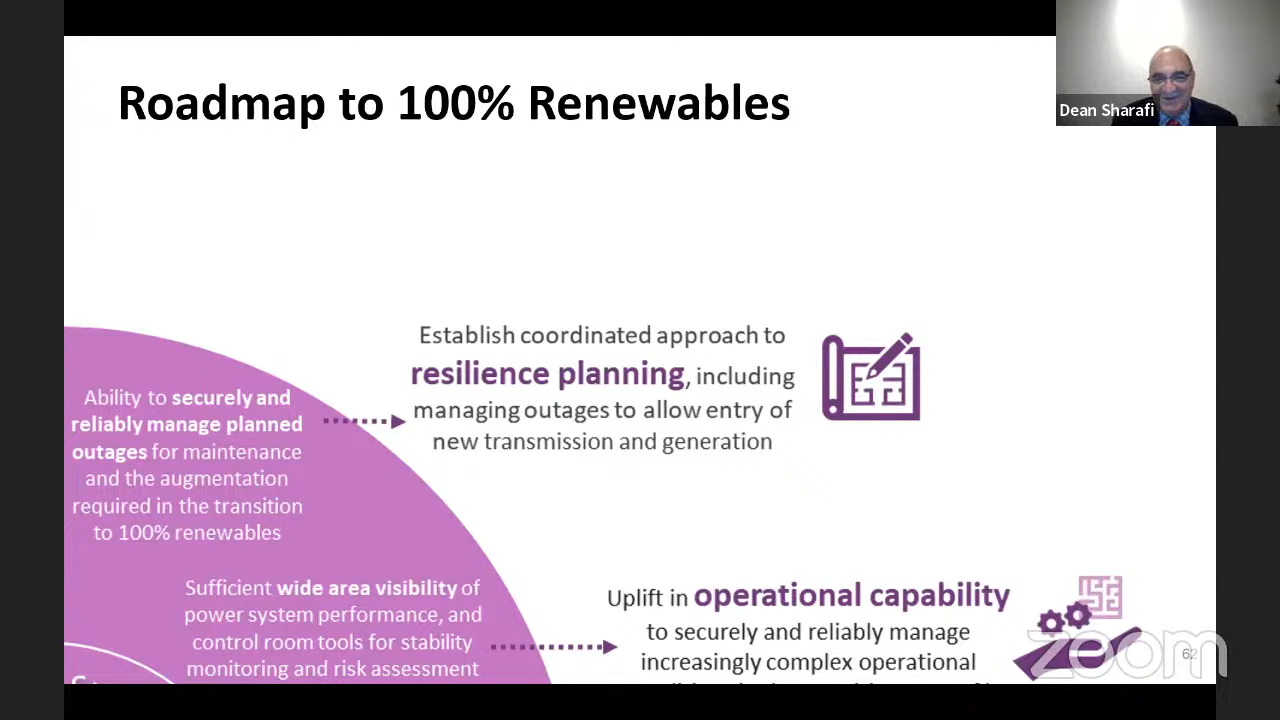 Roadmap to 100% Renewables
Dean Sharafi
Establish coordinated approach to
resilience planning, including
managing outages to allow entry of
new transmission and generation
Ability to securely and
reliably manage planned
outages for maintenance
and the augmentation
required in the transition
to 100% renewables
Sufficient wide area visibility of
power system performance, and
control room tools for stability
monitoring and risk assessment
Uplift in operational capability
to securely and reliably manage
increasingly complex operational
zoom
62